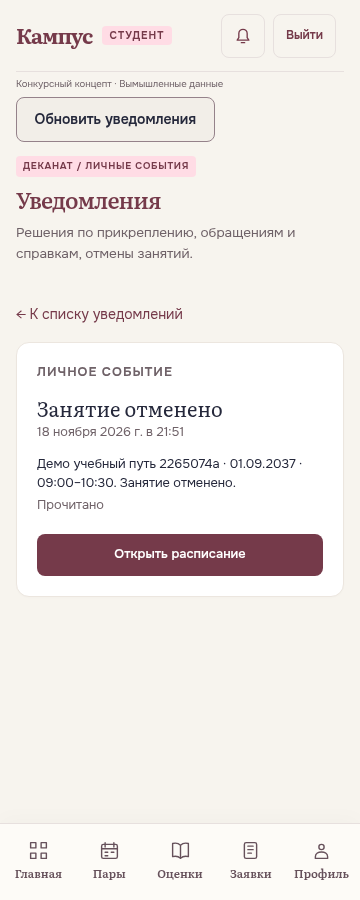 Кампус
СТУДЕНТ
Выйти
Конкурсный концепт · Вымышленные данные
Обновить уведомления
ДЕКАНАТ / ЛИЧНЫЕ СОБЫТИЯ
Уведомления
Решения по прикреплению, обращениям и
справкам, отмены занятий.
← К списку уведомлений
ЛИЧНОЕ СОБЫТИЕ
Занятие отменено
18 ноября 2026 г. в 21:51
Демо учебный путь 2265074a · 01.09.2037 ·
09:00–10:30. Занятие отменено.
Прочитано
Открыть расписание
Главная
Пары
Оценки
Заявки
Профиль